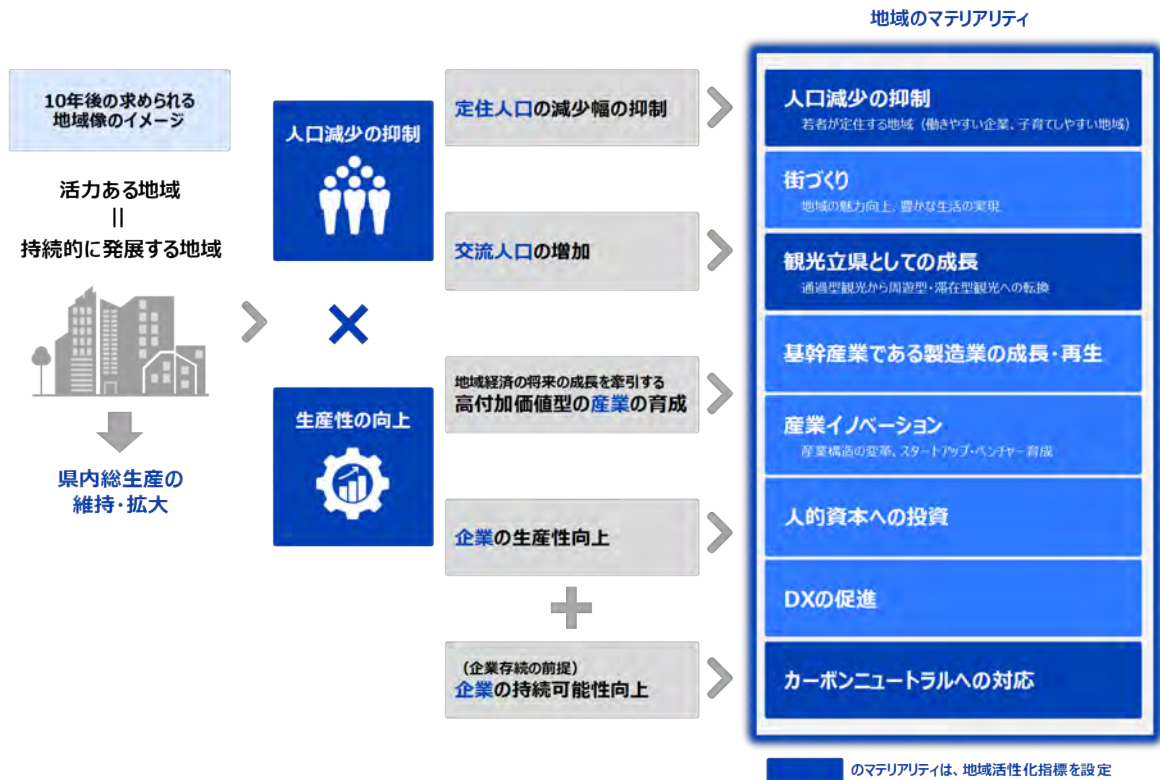 地域のマテリアリティ
10年後の求められる
地域像のイメージ
活力ある地域
||
持続的に発展する地域
県内総生産の
維持・拡大
人口減少の抑制
×
生産性の向上
定住人口の減少幅の抑制
交流人口の増加
地域経済の将来の成長を牽引する
高付加価値型の産業の育成
企業の生産性向上
+
(企業存続の前提)
企業の持続可能性向上
人口減少の抑制
若者が定住する地域（働きやすい企業、子育てしやすい地域）
街づくり
地域の魅力向上、豊かな生活の実現
観光立県としての成長
通過型観光から周遊型・滞在型観光への転換
基幹産業である製造業の成長・再生
産業イノベーション
産業構造の変革、スタートアップ・ベンチャー育成
人的資本への投資
DXの促進
カーボンニュートラルへの対応
のマテリアリティは、地域活性化指標を設定